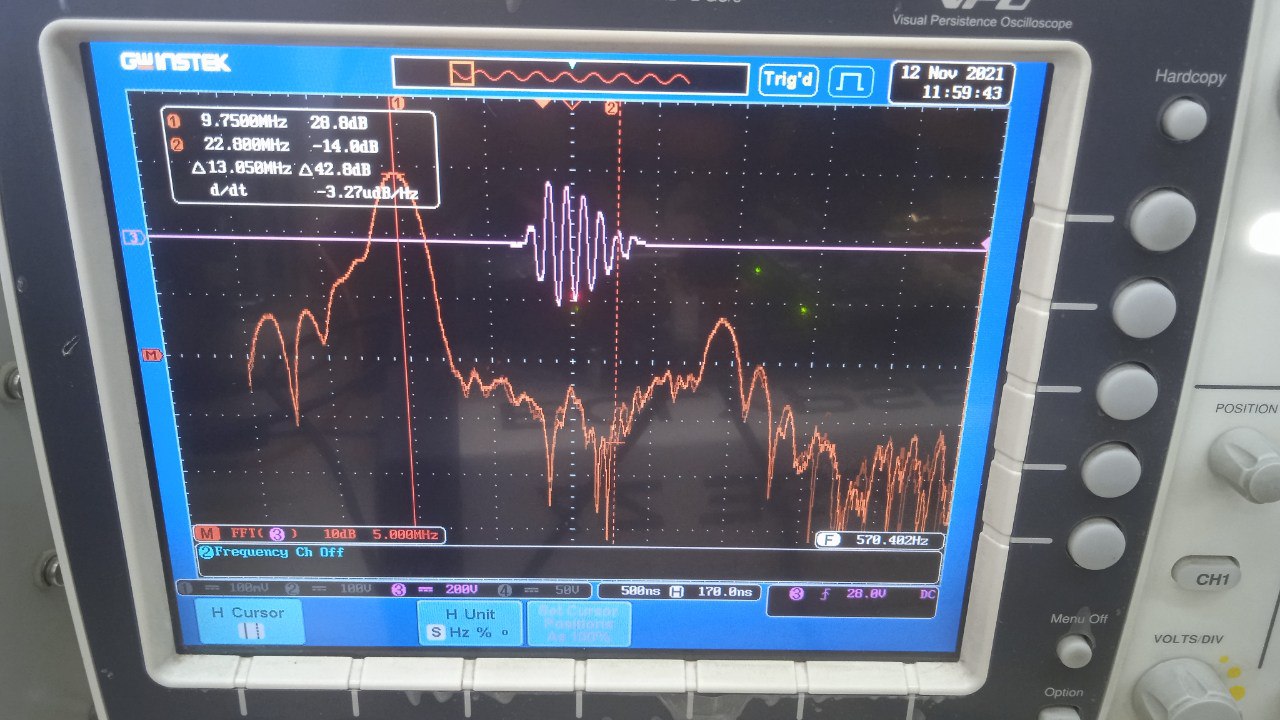 VPO
Visual Persistence Oscilloscope
GWINSTEK
Trig'd
12 Nov 2021
11:59:43
Hardcopy
1
2
1 9.7500MHz 28.8dB
2 22.800MHz -14.0dB
△13.050MHz △42.8dB
d/dt -3.27udB/Hz
3
M
POSITION
M FFT( 3 ) 10dB 5.000MHz
F 570.402Hz
2 Frequency Ch Off
1 100mV 2 100V 3 200V 4 50V
500ns H 170.0ns
3 28.0V DC
H Cursor
H Unit
S Hz % °
Set Cursor
Positions
As 100%
CH1
Menu Off
VOLTS/DIV
Option